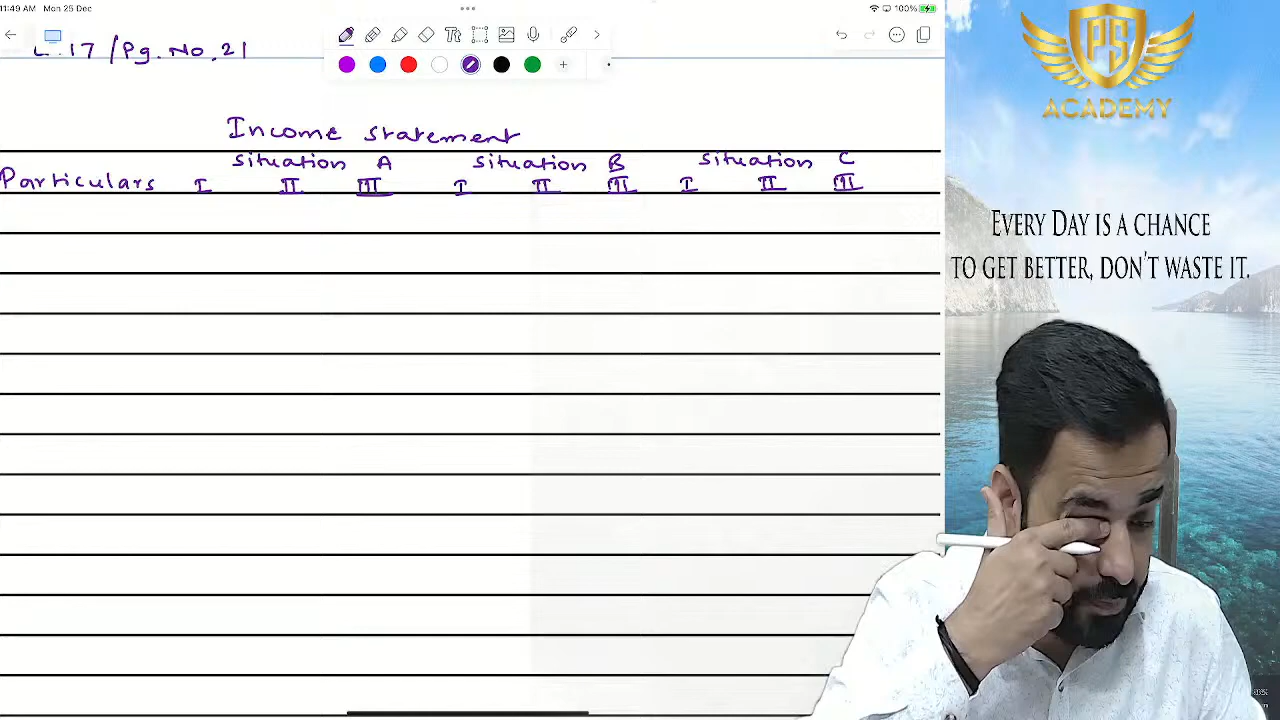 11:49 AM Mon 25 Dec
100%
17 / Pg. No. 21
Income statement
situation A situation B situation C
Particulars I II III I II III I II III
PS
ACADEMY
EVERY DAY IS A CHANCE
TO GET BETTER, DON'T WASTE IT.